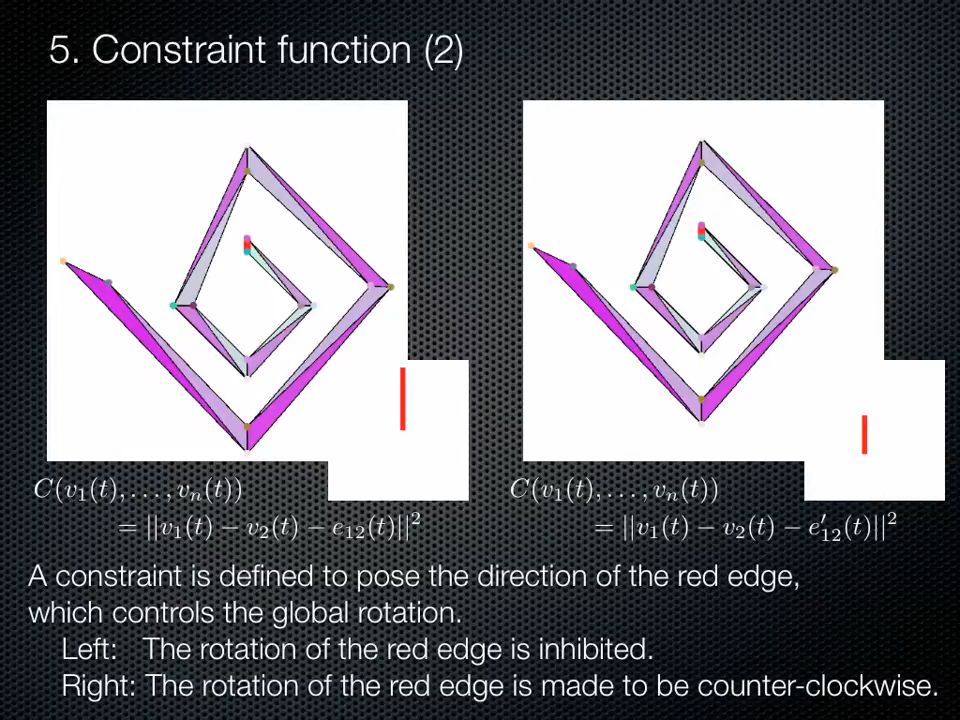 5. Constraint function (2)
C(v₁(t), . . . , vₙ(t))
= ||v₁(t) − v₂(t) − e₁₂(t)||²
C(v₁(t), . . . , vₙ(t))
= ||v₁(t) − v₂(t) − e′₁₂(t)||²
A constraint is defined to pose the direction of the red edge,
which controls the global rotation.
Left: The rotation of the red edge is inhibited.
Right: The rotation of the red edge is made to be counter-clockwise.